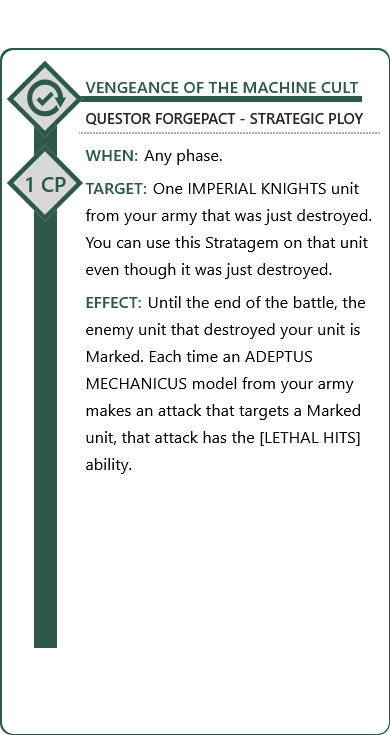 VENGEANCE OF THE MACHINE CULT
QUESTOR FORGEPACT - STRATEGIC PLOY
1 CP
WHEN: Any phase.
TARGET: One IMPERIAL KNIGHTS unit
from your army that was just destroyed.
You can use this Stratagem on that unit
even though it was just destroyed.
EFFECT: Until the end of the battle, the
enemy unit that destroyed your unit is
Marked. Each time an ADEPTUS
MECHANICUS model from your army
makes an attack that targets a Marked
unit, that attack has the [LETHAL HITS]
ability.